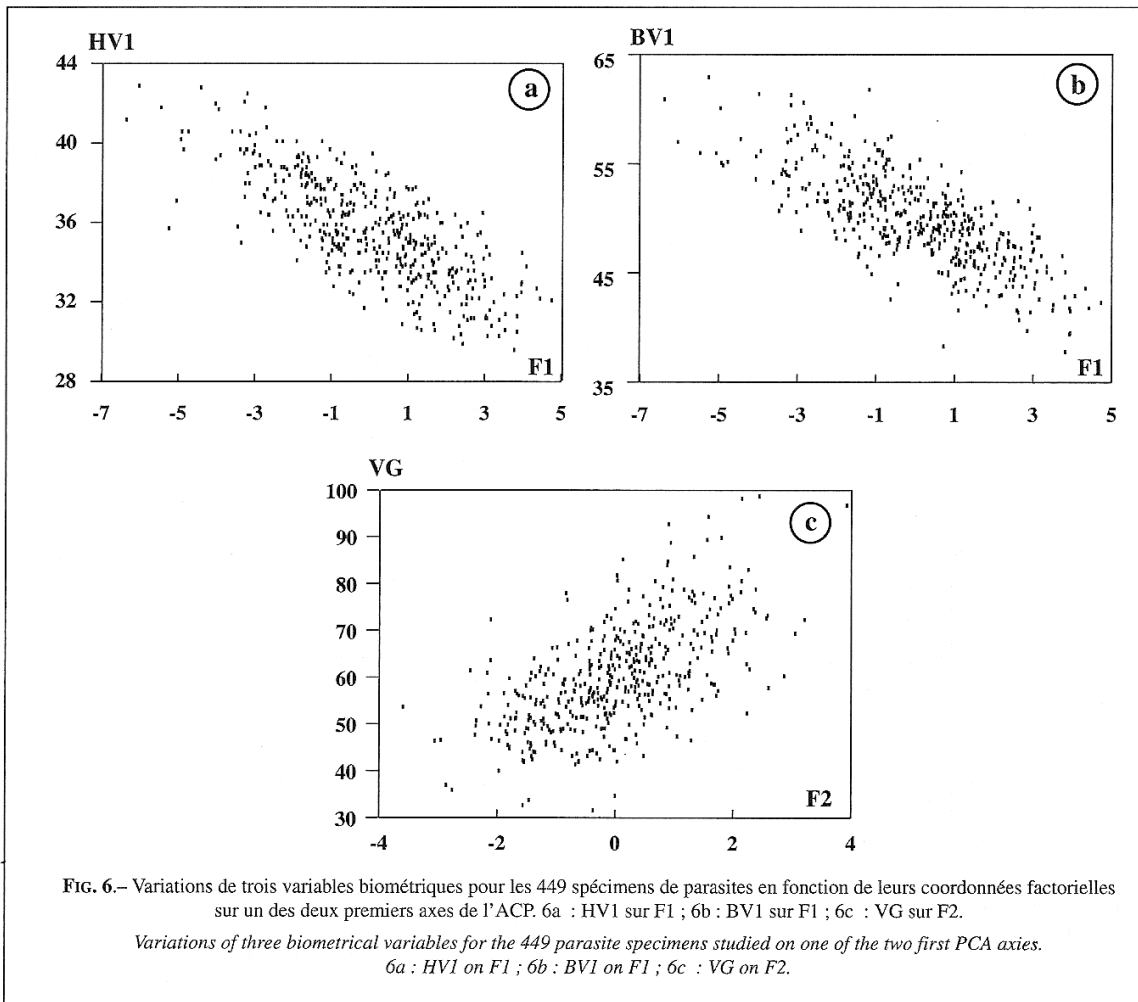 HV1
44
40
36
32
28
a
F1
-7 -5 -3 -1 1 3 5
BV1
65
55
45
35
b
F1
-7 -5 -3 -1 1 3 5
VG
100
90
80
70
60
50
40
30
c
F2
-4 -2 0 2 4
FIG. 6.– Variations de trois variables biométriques pour les 449 spécimens de parasites en fonction de leurs coordonnées factorielles
sur un des deux premiers axes de l'ACP. 6a : HV1 sur F1 ; 6b : BV1 sur F1 ; 6c : VG sur F2.
Variations of three biometrical variables for the 449 parasite specimens studied on one of the two first PCA axies.
6a : HV1 on F1 ; 6b : BV1 on F1 ; 6c : VG on F2.